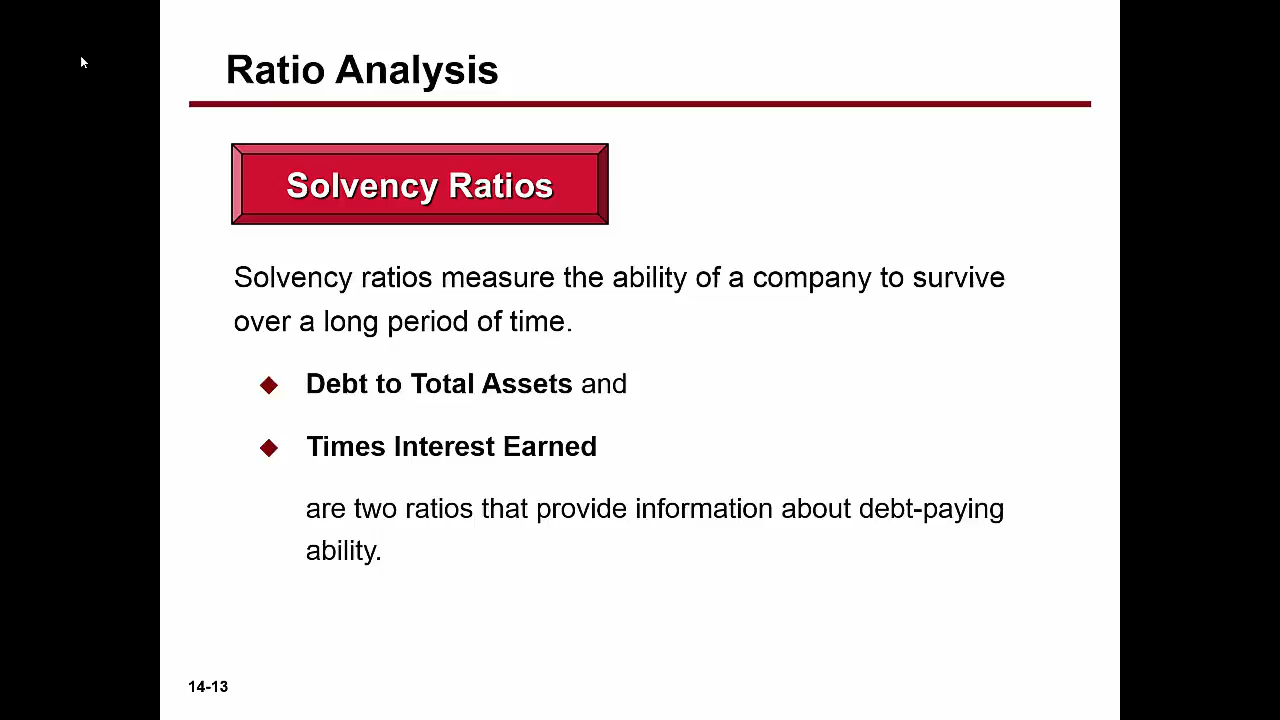 Ratio Analysis
Solvency Ratios
Solvency ratios measure the ability of a company to survive
over a long period of time.
Debt to Total Assets and
Times Interest Earned
are two ratios that provide information about debt-paying
ability.
14-13